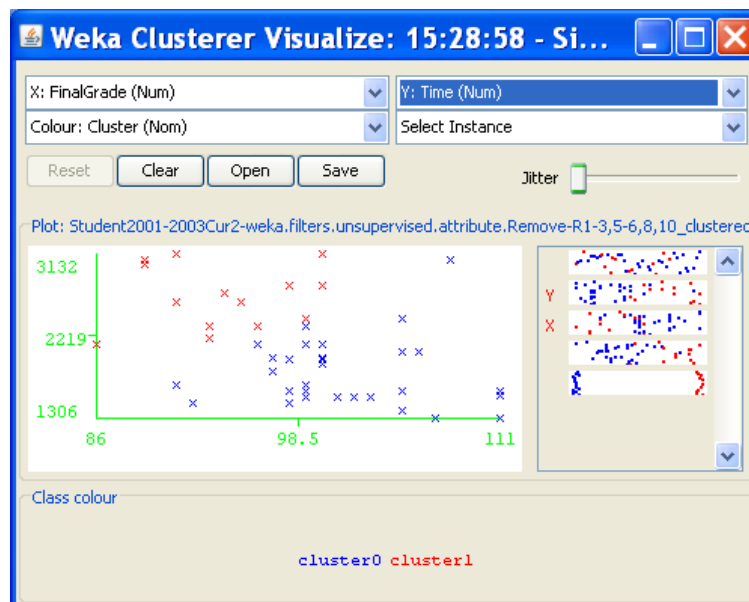 Weka Clusterer Visualize: 15:28:58 - Si...
X: FinalGrade (Num) Y: Time (Num)
Colour: Cluster (Nom) Select Instance
Reset Clear Open Save Jitter
Plot: Student2001-2003Cur2-weka.filters.unsupervised.attribute.Remove-R1-3,5-6,8,10_clustered
3132
2219
1306
86 98.5 111
Y
X
Class colour
cluster0 cluster1